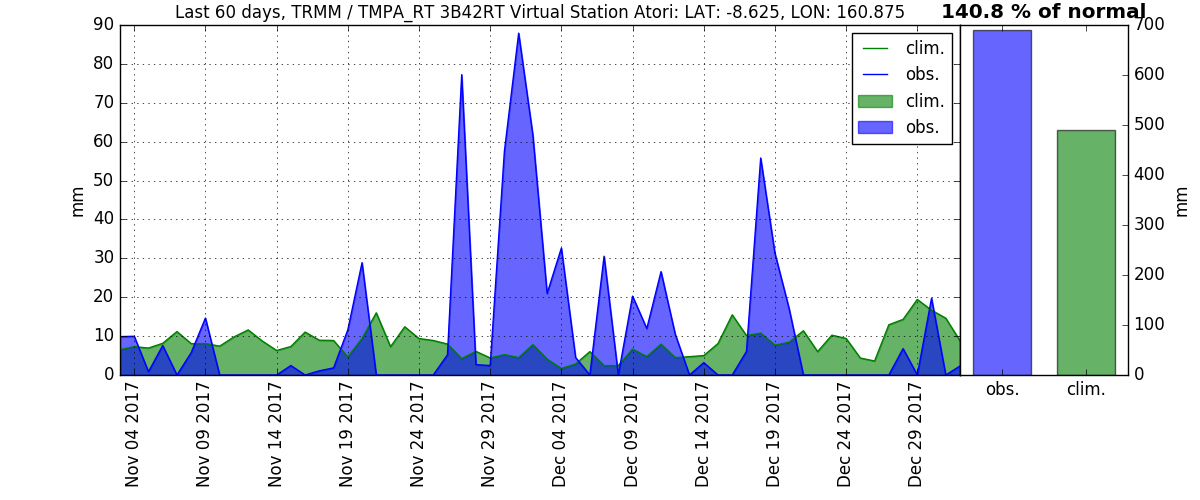 Last 60 days, TRMM / TMPA_RT 3B42RT Virtual Station Atori: LAT: -8.625, LON: 160.875
140.8 % of normal
90
80
70
60
50
40
30
20
10
0
mm
clim.
obs.
clim.
obs.
700
600
500
400
300
200
100
0
mm
obs.
clim.
Nov 04 2017
Nov 09 2017
Nov 14 2017
Nov 19 2017
Nov 24 2017
Nov 29 2017
Dec 04 2017
Dec 09 2017
Dec 14 2017
Dec 19 2017
Dec 24 2017
Dec 29 2017